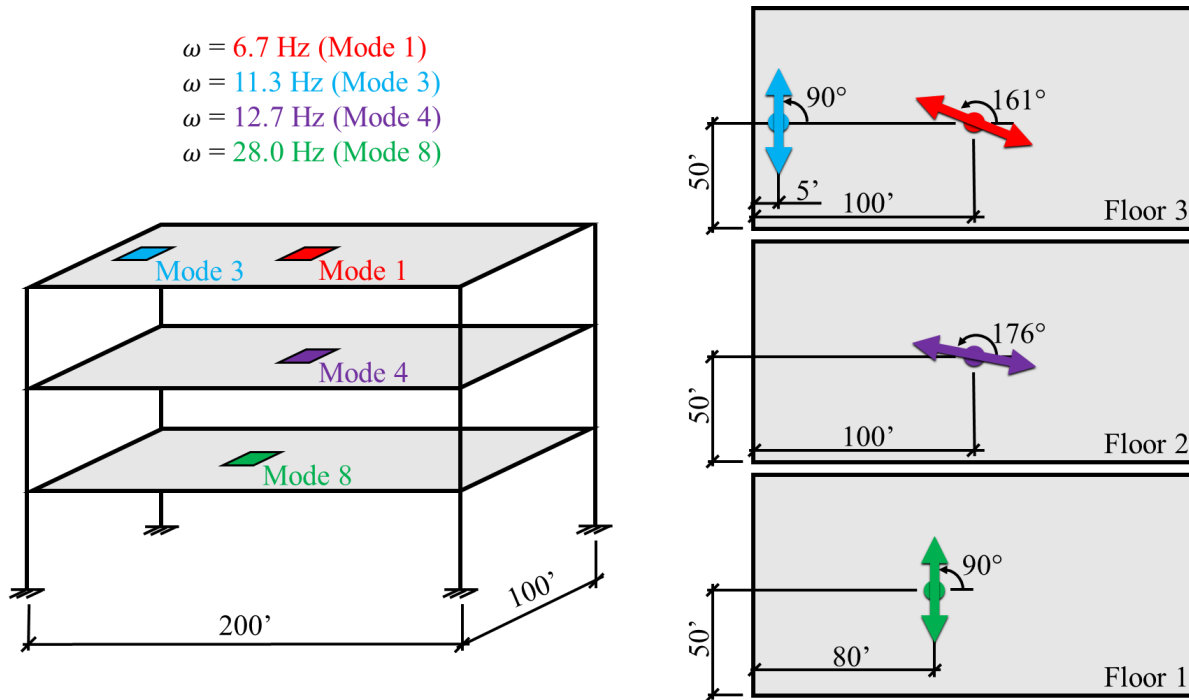 ω = 6.7 Hz (Mode 1)
ω = 11.3 Hz (Mode 3)
ω = 12.7 Hz (Mode 4)
ω = 28.0 Hz (Mode 8)
Mode 3
Mode 1
Mode 4
Mode 8
200'
100'
90°
161°
50'
5'
100'
Floor 3
176°
50'
100'
Floor 2
90°
50'
80'
Floor 1